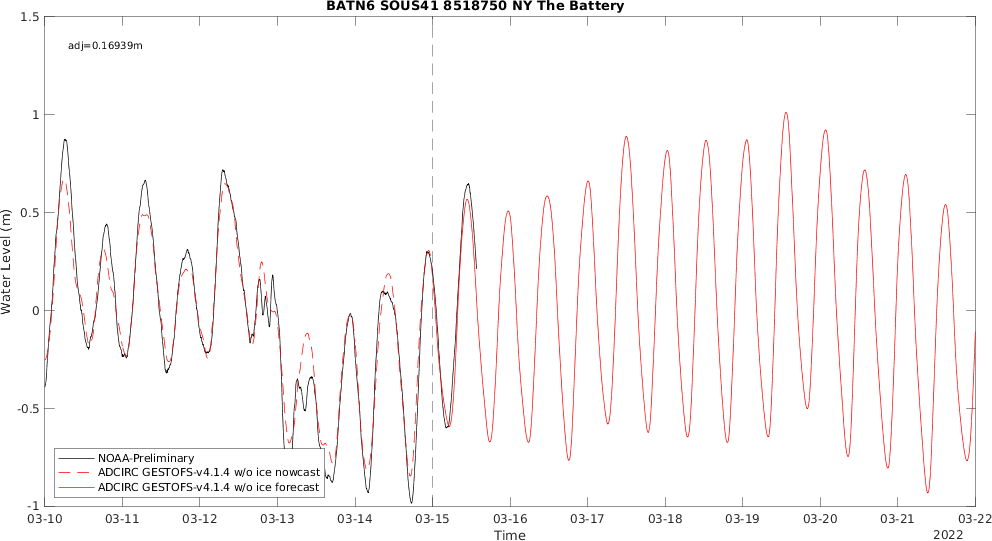 BATN6 SOUS41 8518750 NY The Battery
1.5
adj=0.16939m
1
0.5
Water Level (m)
0
-0.5
NOAA-Preliminary
ADCIRC GESTOFS-v4.1.4 w/o ice nowcast
ADCIRC GESTOFS-v4.1.4 w/o ice forecast
-1
03-10 03-11 03-12 03-13 03-14 03-15 03-16 03-17 03-18 03-19 03-20 03-21 03-22
Time
2022